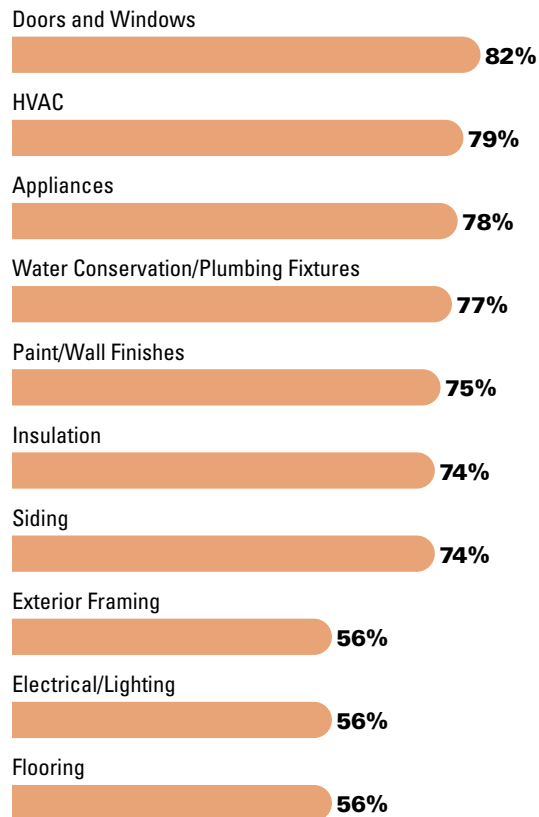 Doors and Windows
82%
HVAC
79%
Appliances
78%
Water Conservation/Plumbing Fixtures
77%
Paint/Wall Finishes
75%
Insulation
74%
Siding
74%
Exterior Framing
56%
Electrical/Lighting
56%
Flooring
56%